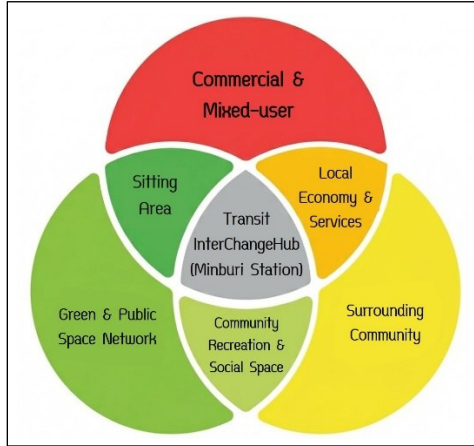 Commercial &
Mixed-user
Sitting
Area
Local
Economy &
Services
Transit
InterChangeHub
(Minburi Station)
Green & Public
Space Network
Community
Recreation &
Social Space
Surrounding
Community